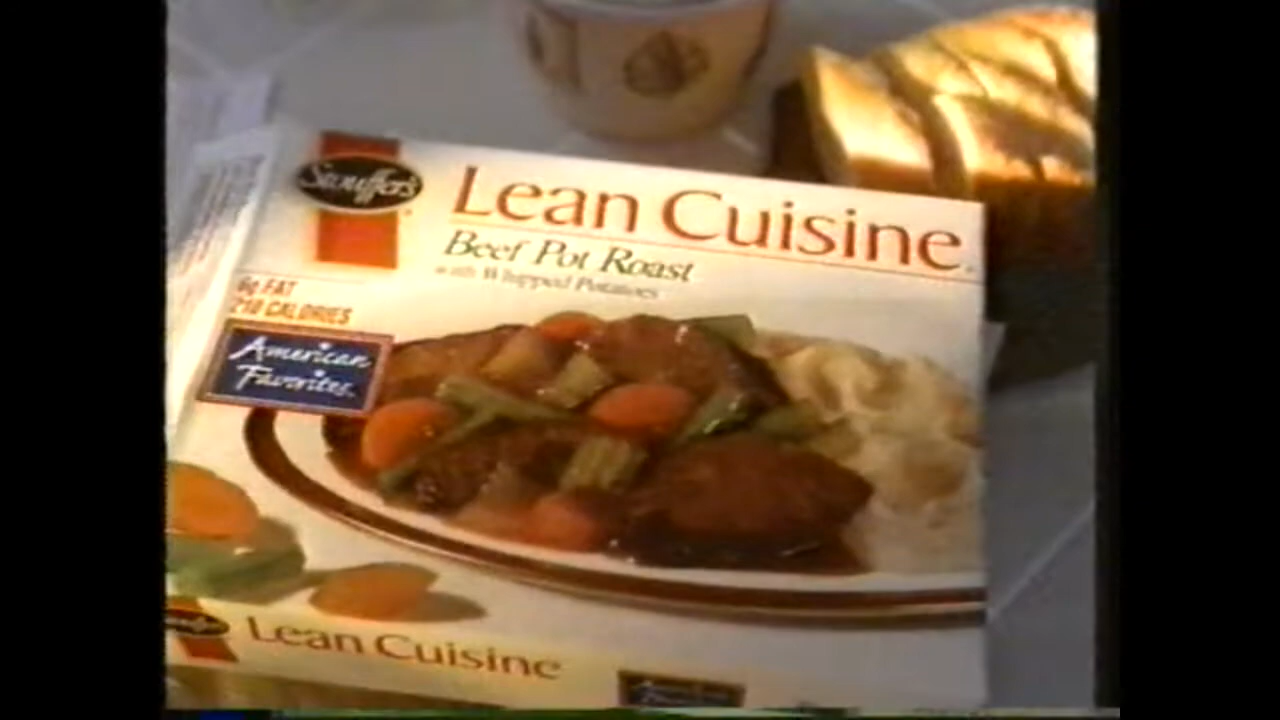 Stouffer's
Lean Cuisine
Beef Pot Roast
with Whipped Potatoes
6g FAT
210 CALORIES
American
Favorites
Lean Cuisine